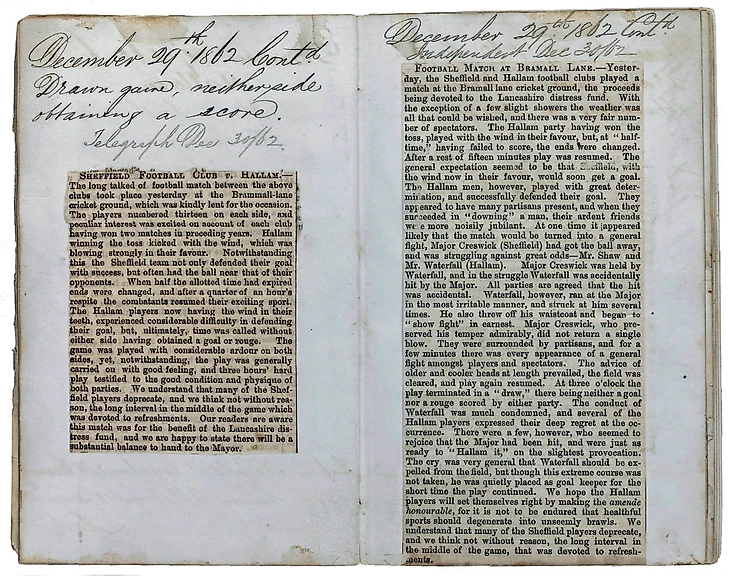 December 29th 1862 Contd
Drawn game, neither side
obtaining a score.
Telegraph Dec 30/62
SHEFFIELD FOOTBALL CLUB v. HALLAM.—
The long talked of football match between the above
clubs took place yesterday at the Brammall-lane
cricket ground, which was kindly lent for the occasion.
The players numbered thirteen on each side, and
peculiar interest was excited on account of each club
having won two matches in preceding years. Hallam
winning the toss kicked with the wind, which was
blowing strongly in their favour. Notwithstanding
this the Sheffield team not only defended their goal
with success, but often had the ball near that of their
opponents. When half the allotted time had expired
ends were changed, and after a quarter of an hour's
respite the combatants resumed their exciting sport.
The Hallam players now having the wind in their
teeth, experienced considerable difficulty in defending
their goal, but, ultimately, time was called without
either side having obtained a goal or rouge. The
game was played with considerable ardour on both
sides, yet, notwithstanding, the play was generally
carried on with good feeling, and three hours' hard
play testified to the good condition and physique of
both parties. We understand that many of the Shef-
field players deprecate, and we think not without rea-
son, the long interval in the middle of the game which
was devoted to refreshments. Our readers are aware
this match was for the benefit of the Lancashire dis-
tress fund, and we are happy to state there will be a
substantial balance to hand to the Mayor.
December 29th 1862 Contd
Independent Dec 30/62
FOOTBALL MATCH AT BRAMALL LANE.—Yester-
day, the Sheffield and Hallam football clubs played a
match at the Bramall lane cricket ground, the proceeds
being devoted to the Lancashire distress fund. With
the exception of a few slight showers the weather was
all that could be wished, and there was a very fair num-
ber of spectators. The Hallam party having won the
toss, played with the wind in their favour, but, at "half-
time," having failed to score, the ends were changed.
After a rest of fifteen minutes play was resumed. The
general expectation seemed to be that Sheffield, with
the wind now in their favour, would soon get a goal.
The Hallam men, however, played with great deter-
mination, and successfully defended their goal. They
appeared to have many partisans present, and when they
succeeded in "downing" a man, their ardent friends
were more noisily jubilant. At one time it appeared
likely that the match would be turned into a general
fight, Major Creswick (Sheffield) had got the ball away,
and was struggling against great odds—Mr. Shaw and
Mr. Waterfall (Hallam). Major Creswick was held by
Waterfall, and in the struggle Waterfall was accidentally
hit by the Major. All parties are agreed that the hit
was accidental. Waterfall, however, ran at the Major
in the most irritable manner, and struck at him several
times. He also threw off his waistcoat and began to
"show fight" in earnest. Major Creswick, who pre-
served his temper admirably, did not return a single
blow. They were surrounded by partisans, and for a
few minutes there was every appearance of a general
fight amongst players and spectators. The advice of
older and cooler heads at length prevailed, the field was
cleared, and play again resumed. At three o'clock the
play terminated in a "draw," there being neither a goal
nor a rouge scored by either party. The conduct of
Waterfall was much condemned, and several of the
Hallam players expressed their deep regret at the oc-
currence. There were a few, however, who seemed to
rejoice that the Major had been hit, and were just as
ready to "Hallam it," on the slightest provocation.
The cry was very general that Waterfall should be ex-
pelled from the field, but though this extreme course was
not taken, he was quietly placed as goal keeper for the
short time the play continued. We hope the Hallam
players will set themselves right by making the amende
honourable, for it is not to be endured that healthful
sports should degenerate into unseemly brawls. We
understand that many of the Sheffield players deprecate,
and we think not without reason, the long interval in
the middle of the game, that was devoted to refresh-
ments.